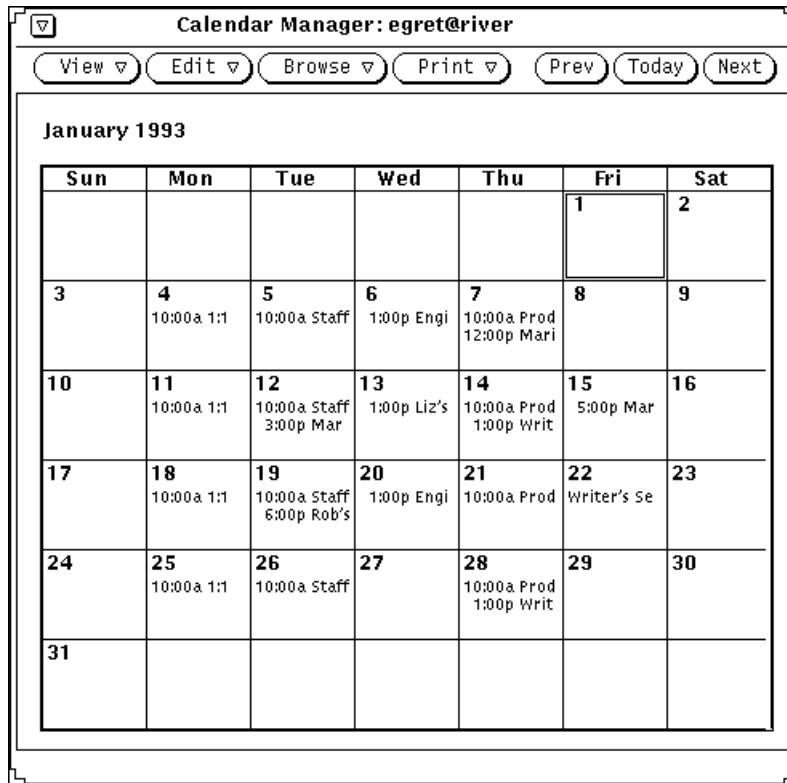 Calendar Manager: egret@river
View Edit Browse Print Prev Today Next
January 1993
Sun Mon Tue Wed Thu Fri Sat
1 2
3 4 5 6 7 8 9
10:00a 1:1 10:00a Staff 1:00p Engi 10:00a Prod
12:00p Mari
10 11 12 13 14 15 16
10:00a 1:1 10:00a Staff 1:00p Liz's 10:00a Prod 5:00p Mar
3:00p Mar 1:00p Writ
17 18 19 20 21 22 23
10:00a 1:1 10:00a Staff 1:00p Engi 10:00a Prod Writer's Se
6:00p Rob's
24 25 26 27 28 29 30
10:00a 1:1 10:00a Staff 10:00a Prod
1:00p Writ
31